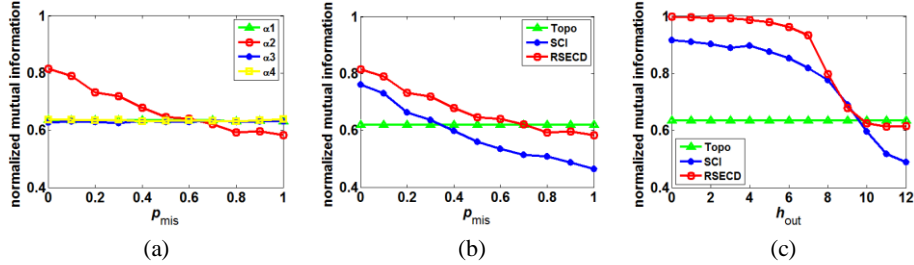 normalized mutual information
1
0.8
0.6
0.4
0 0.2 0.4 0.6 0.8 1
p_mis
α1
α2
α3
α4
(a)
normalized mutual information
1
0.8
0.6
0.4
0 0.2 0.4 0.6 0.8 1
p_mis
Topo
SCI
RSECD
(b)
normalized mutual information
1
0.8
0.6
0.4
0 2 4 6 8 10 12
h_out
Topo
SCI
RSECD
(c)